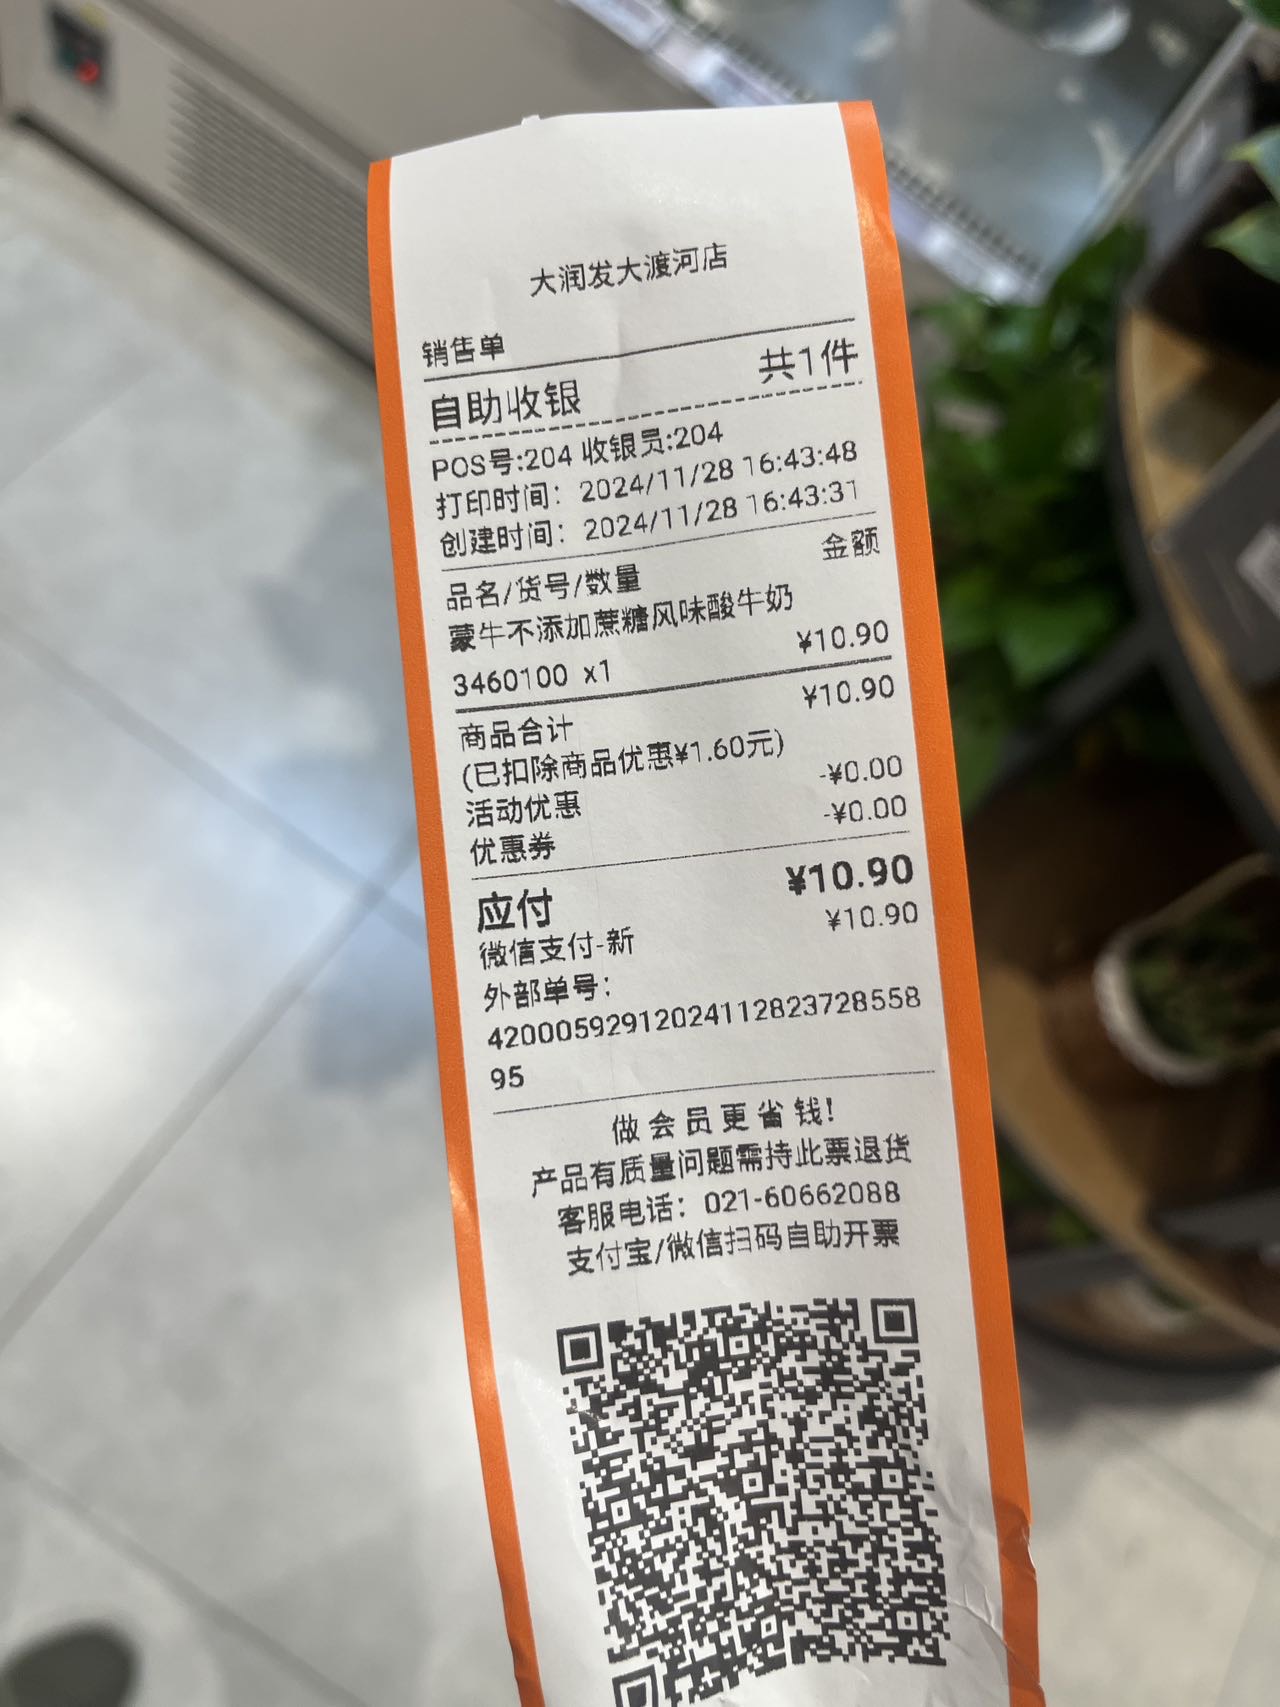 大润发大渡河店
销售单
自助收银 共1件
POS号:204 收银员:204
打印时间： 2024/11/28 16:43:48
创建时间： 2024/11/28 16:43:31
品名/货号/数量 金额
蒙牛不添加蔗糖风味酸牛奶
3460100 x1 ¥10.90
商品合计 ¥10.90
(已扣除商品优惠¥1.60元)
活动优惠 -¥0.00
优惠券 -¥0.00
应付 ¥10.90
微信支付-新 ¥10.90
外部单号：
42000592912024112823728558
95
做会员更省钱!
产品有质量问题需持此票退货
客服电话：021-60662088
支付宝/微信扫码自助开票